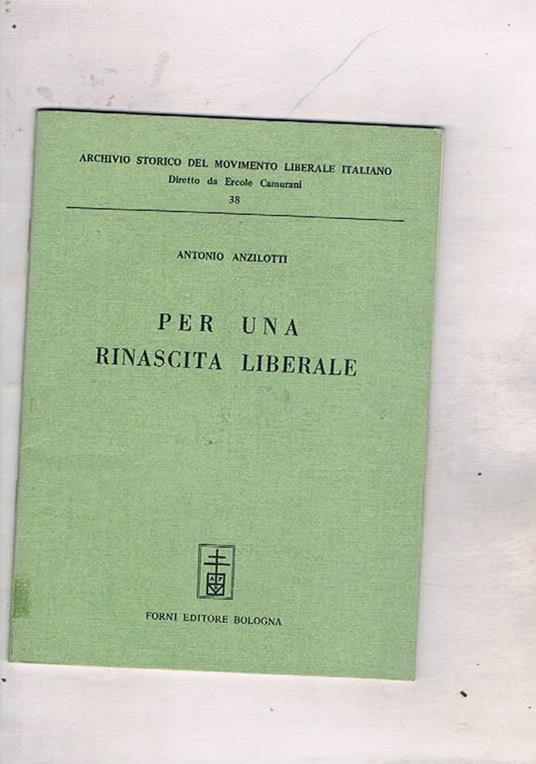 ARCHIVIO STORICO DEL MOVIMENTO LIBERALE ITALIANO
Diretto da Ercole Camurani
38
ANTONIO ANZILOTTI
PER UNA
RINASCITA LIBERALE
FORNI EDITORE BOLOGNA